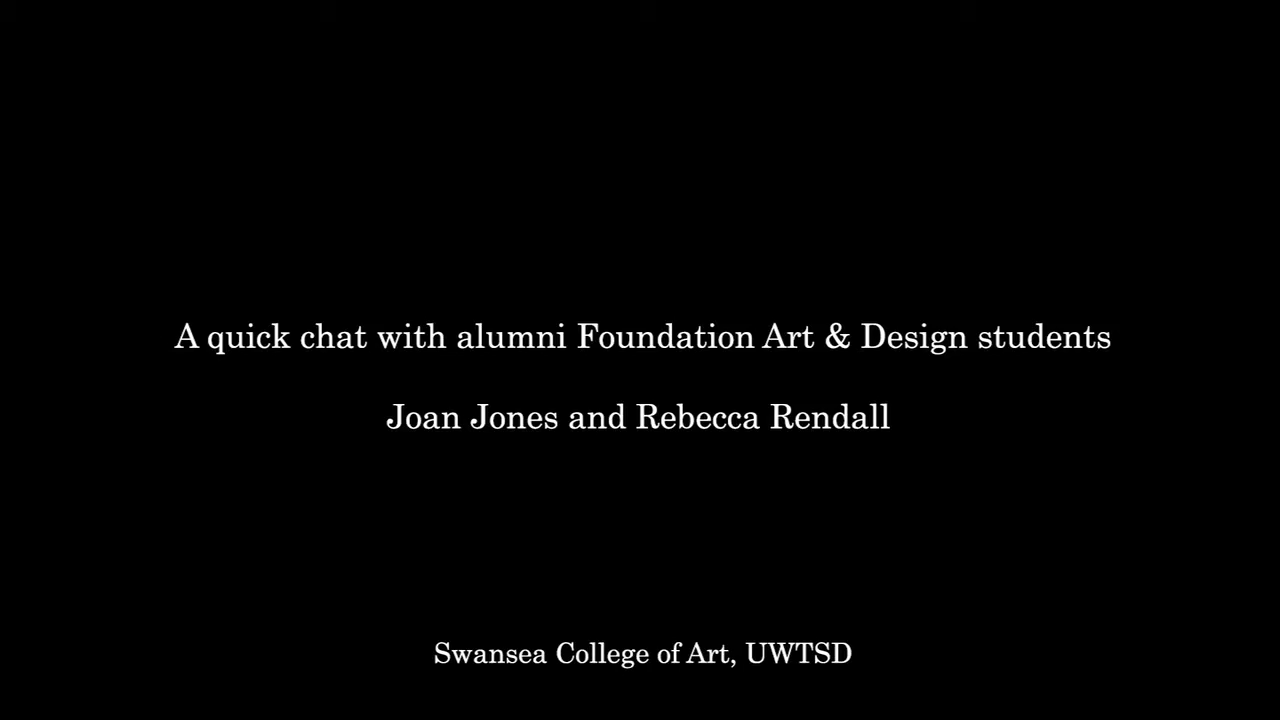 A quick chat with alumni Foundation Art & Design students
Joan Jones and Rebecca Rendall
Swansea College of Art, UWTSD